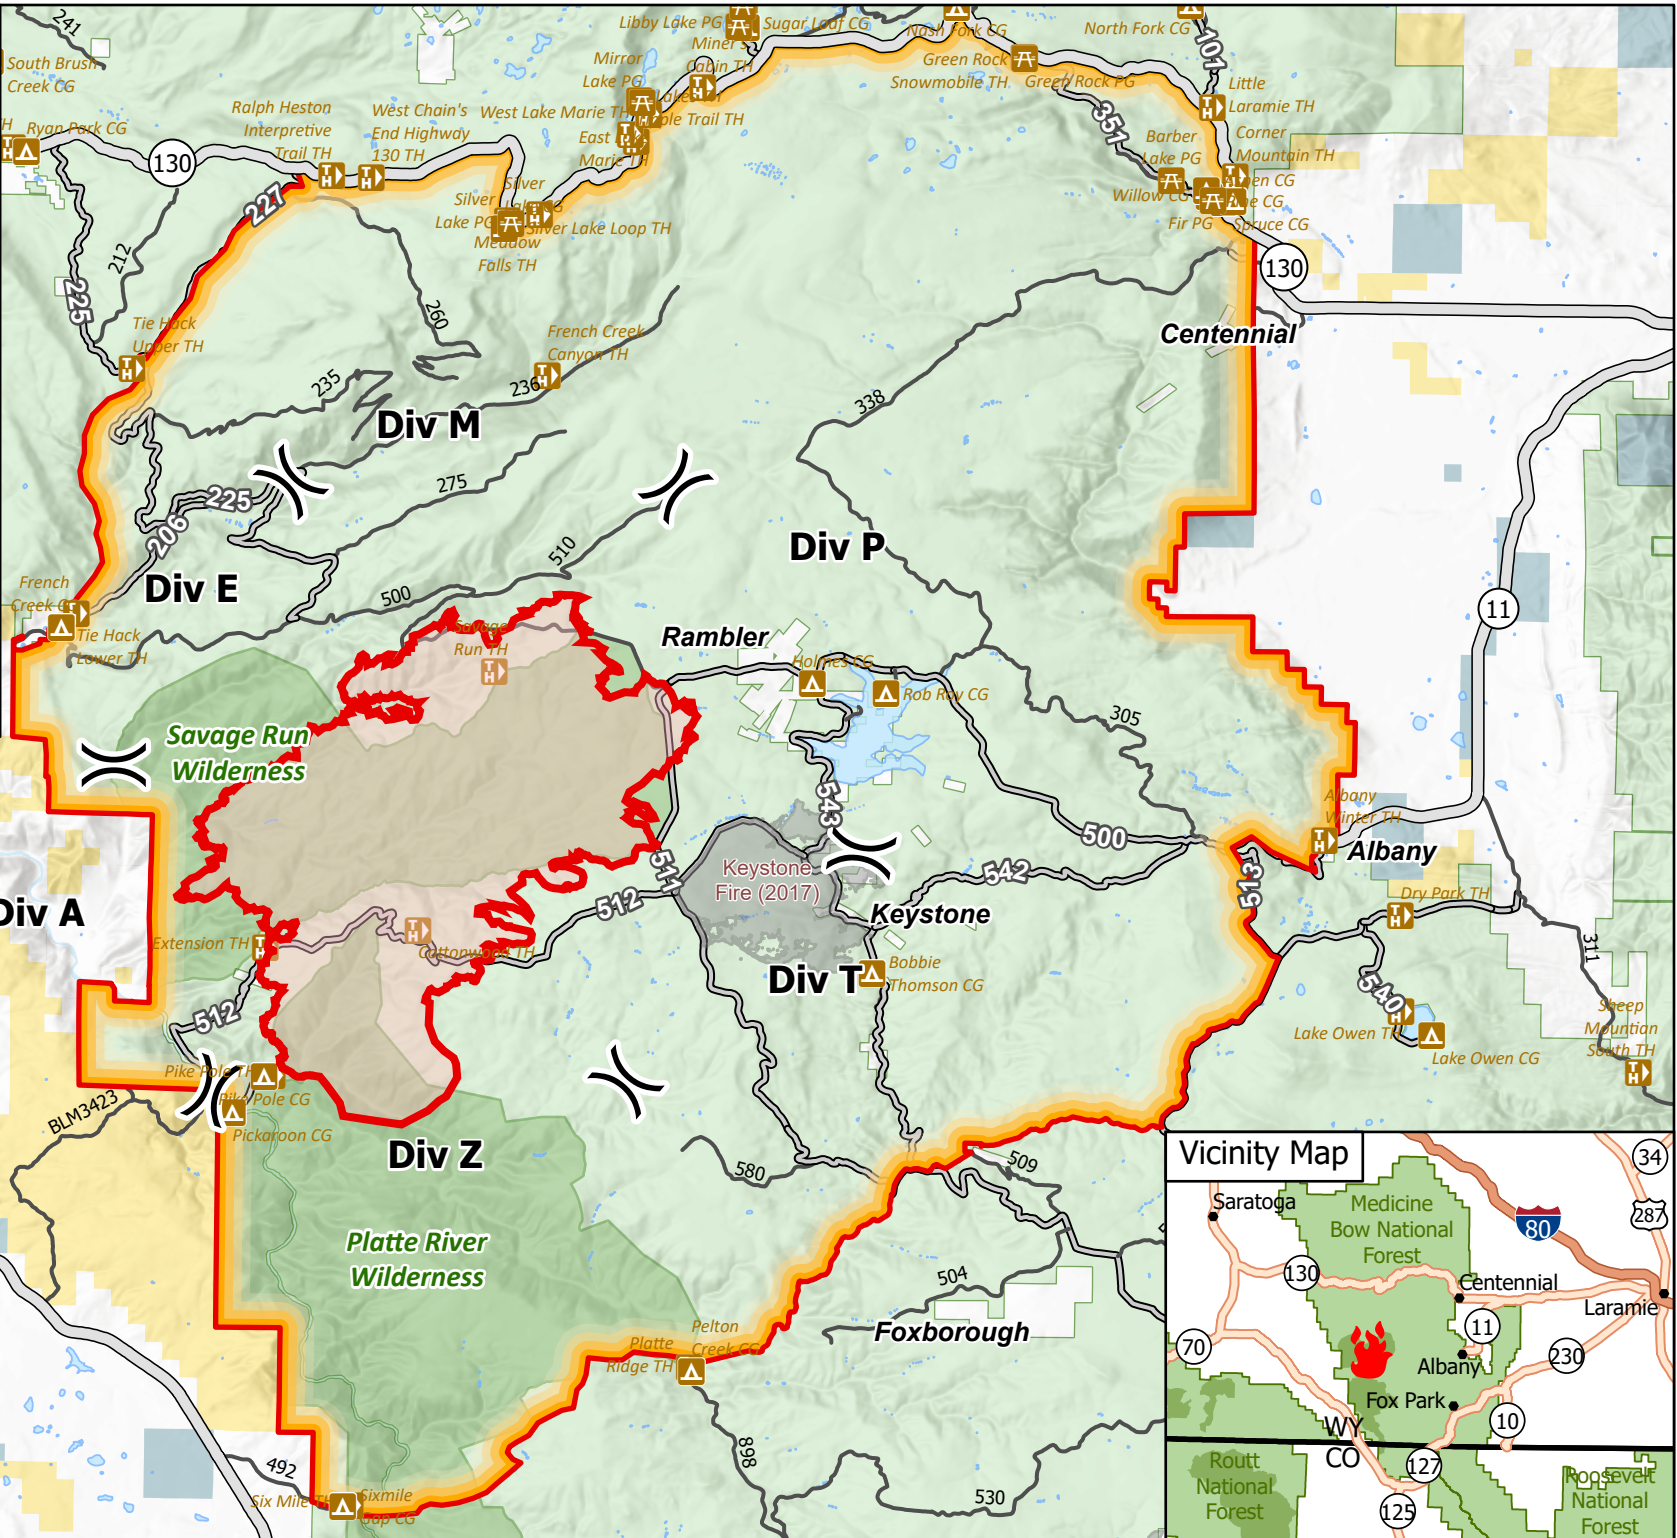 241
Libby Lake PG
Sugar Loaf CG
Nash Fork CG
North Fork CG
101
South Brush
Creek CG
Mirror
Lake PG
Miner's
Cabin TH
Green Rock
Snowmobile TH
Green Rock PG
Little
Laramie TH
Ryan Park CG
Ralph Heston
Interpretive
Trail TH
West Chain's
End Highway
130 TH
West Lake Marie TH
East
Marie TH
351
Barber
Lake PG
Corner
Mountain TH
130
227
Silver
Silver
Lake PG
Silver Lake Loop TH
Meadow
Falls TH
Willow CG
Fir PG
Spruce CG
212
225
130
260
Tie Hack
Upper TH
French Creek
Canyon TH
Centennial
235
236
338
Div M
275
225
206
510
Div P
Div E
500
11
French
Creek CG
Tie Hack
Lower TH
Savage
Run TH
Rambler
Holmes CG
Rob Roy CG
305
Savage Run
Wilderness
543
Albany
Winter TH
500
Albany
511
Keystone
Fire (2017)
542
513
Dry Park TH
512
Keystone
Div A
Extension TH
Cottonwood TH
311
Bobbie
Thomson CG
Div T
540
512
Lake Owen TH
Lake Owen CG
Sheep
Mountian
South TH
Pike Pole TH
Pike Pole CG
BLM3423
Pickaroon CG
Div Z
580
509
Platte River
Wilderness
504
Foxborough
Pelton
Creek CG
Platte
Ridge TH
898
492
Six Mile TH
Sixmile
Gap CG
530
Vicinity Map
34
Saratoga
Medicine
Bow National
Forest
287
80
130
Centennial
Laramie
11
70
Albany
230
Fox Park
10
WY
CO
127
Routt
National
Forest
Roosevelt
National
Forest
125